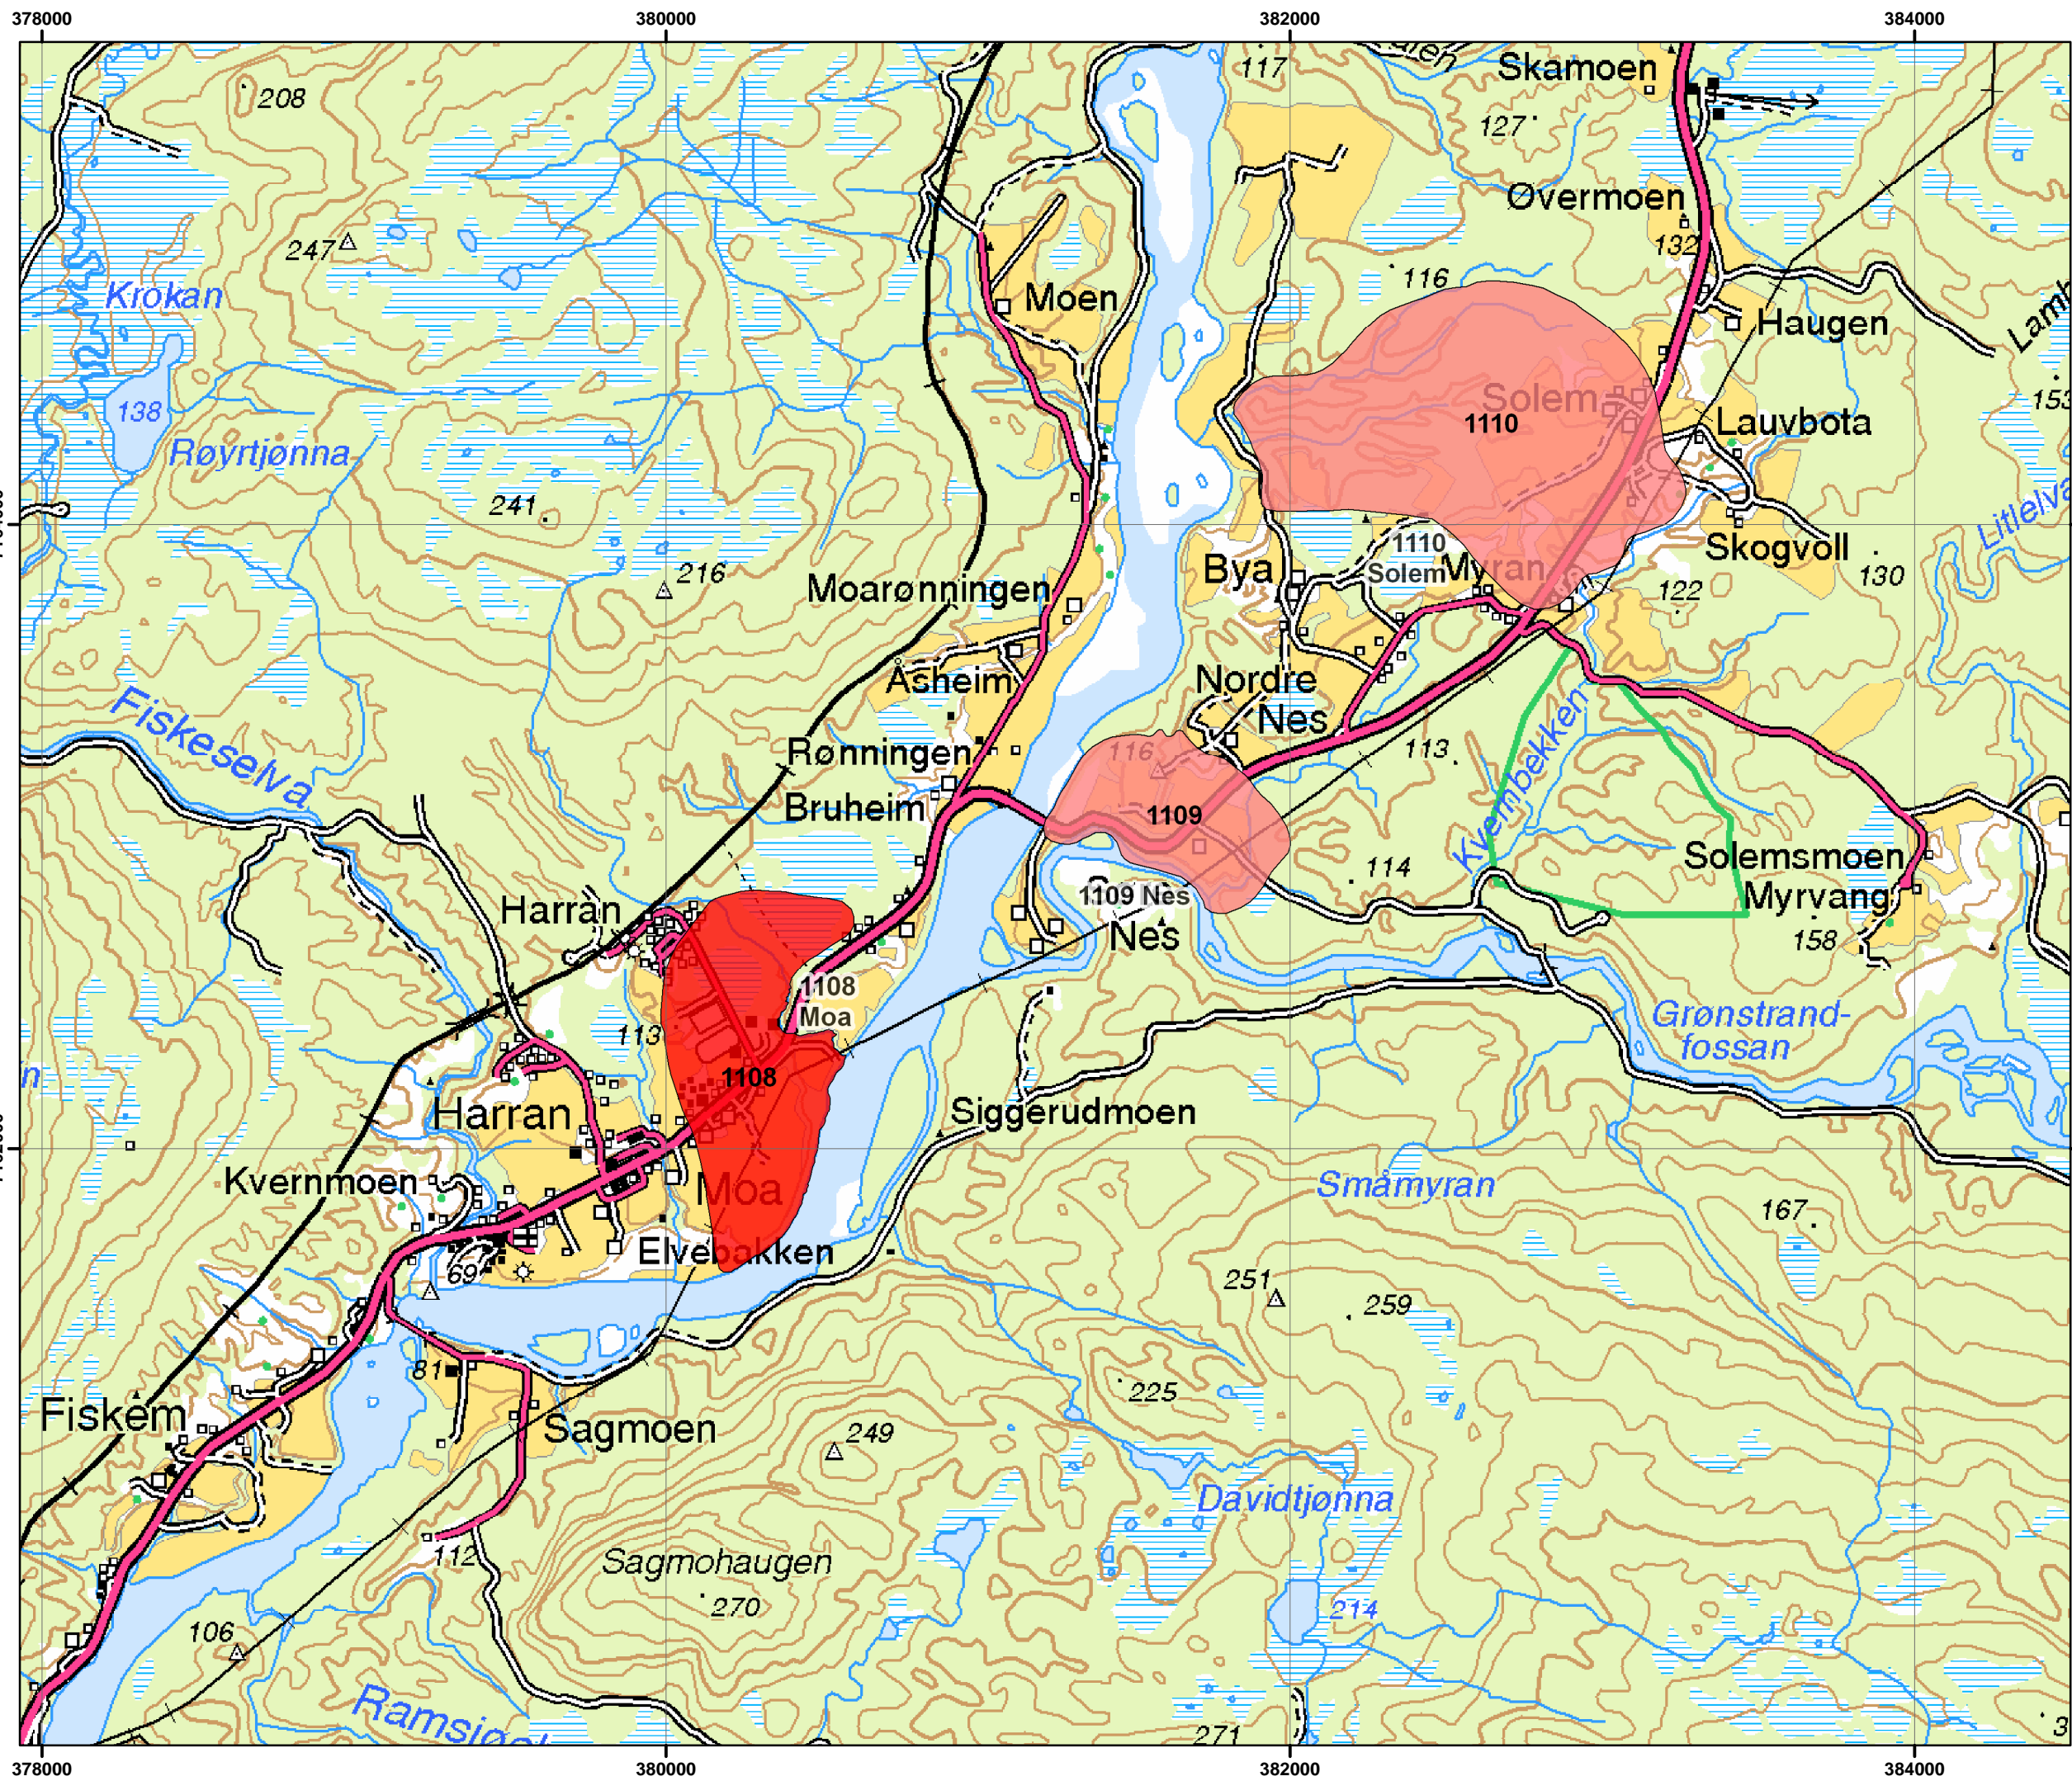 378000
380000
382000
384000
117
Skamoen
208
127
Øvermoen
132
247
116
Krokan
Moen
Haugen
138
Solem
1110
Lauvbota
Røyrtjønna
241
Skogvoll
1110
Solem
Bya
Myran
130
216
Moarønningen
122
Åsheim
Nordre
Nes
Fiskeselva
Rønningen
116
113
Kvernbekken
Bruheim
1109
114
Solemsmoen
Myrvang
1109 Nes
Nes
Harran
158
1108
Moa
113
Grønstrand-
fossan
1108
Harran
Siggerudmoen
Kvernmoen
Moa
Småmyran
167
Elvebakken
69
251
259
81
225
Fiskem
Sagmoen
249
Davidtjønna
112
Sagmohaugen
270
214
106
271
378000
380000
382000
384000